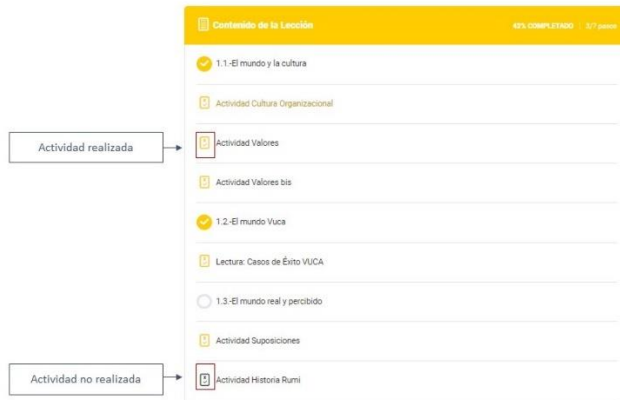 Contenido de la Lección
42% COMPLETADO
3/7 pasos
1.1.-El mundo y la cultura
Actividad Cultura Organizacional
Actividad realizada
Actividad Valores
Actividad Valores bis
1.2.-El mundo Vuca
Lectura: Casos de Éxito VUCA
1.3.-El mundo real y percibido
Actividad Suposiciones
Actividad no realizada
Actividad Historia Rumi